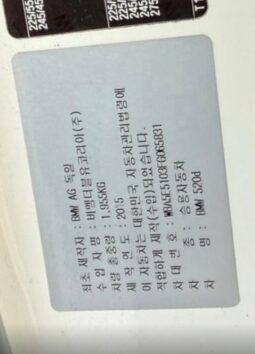 최초 제작자 : BMW AG 독일
수 입 자 명 : 비엠더블유코리아(주)
차량 총중량 : 1,955KG
제 작 연 도 : 2015
이 자동차는 대한민국 자동차관리법령에
적합하게 제작(수입)되었습니다.
차 대 번 호 : WBA5E5103FG065831
차 종 : 승용자동차
차 명 : BMW 520d